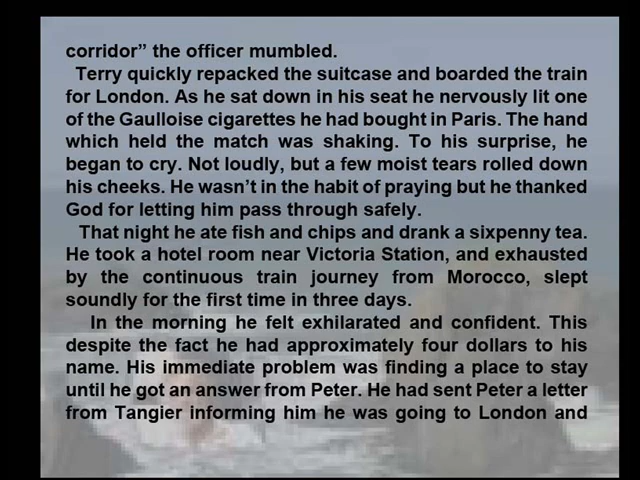 corridor” the officer mumbled.
Terry quickly repacked the suitcase and boarded the train
for London. As he sat down in his seat he nervously lit one
of the Gaulloise cigarettes he had bought in Paris. The hand
which held the match was shaking. To his surprise, he
began to cry. Not loudly, but a few moist tears rolled down
his cheeks. He wasn’t in the habit of praying but he thanked
God for letting him pass through safely.
That night he ate fish and chips and drank a sixpenny tea.
He took a hotel room near Victoria Station, and exhausted
by the continuous train journey from Morocco, slept
soundly for the first time in three days.
In the morning he felt exhilarated and confident. This
despite the fact he had approximately four dollars to his
name. His immediate problem was finding a place to stay
until he got an answer from Peter. He had sent Peter a letter
from Tangier informing him he was going to London and